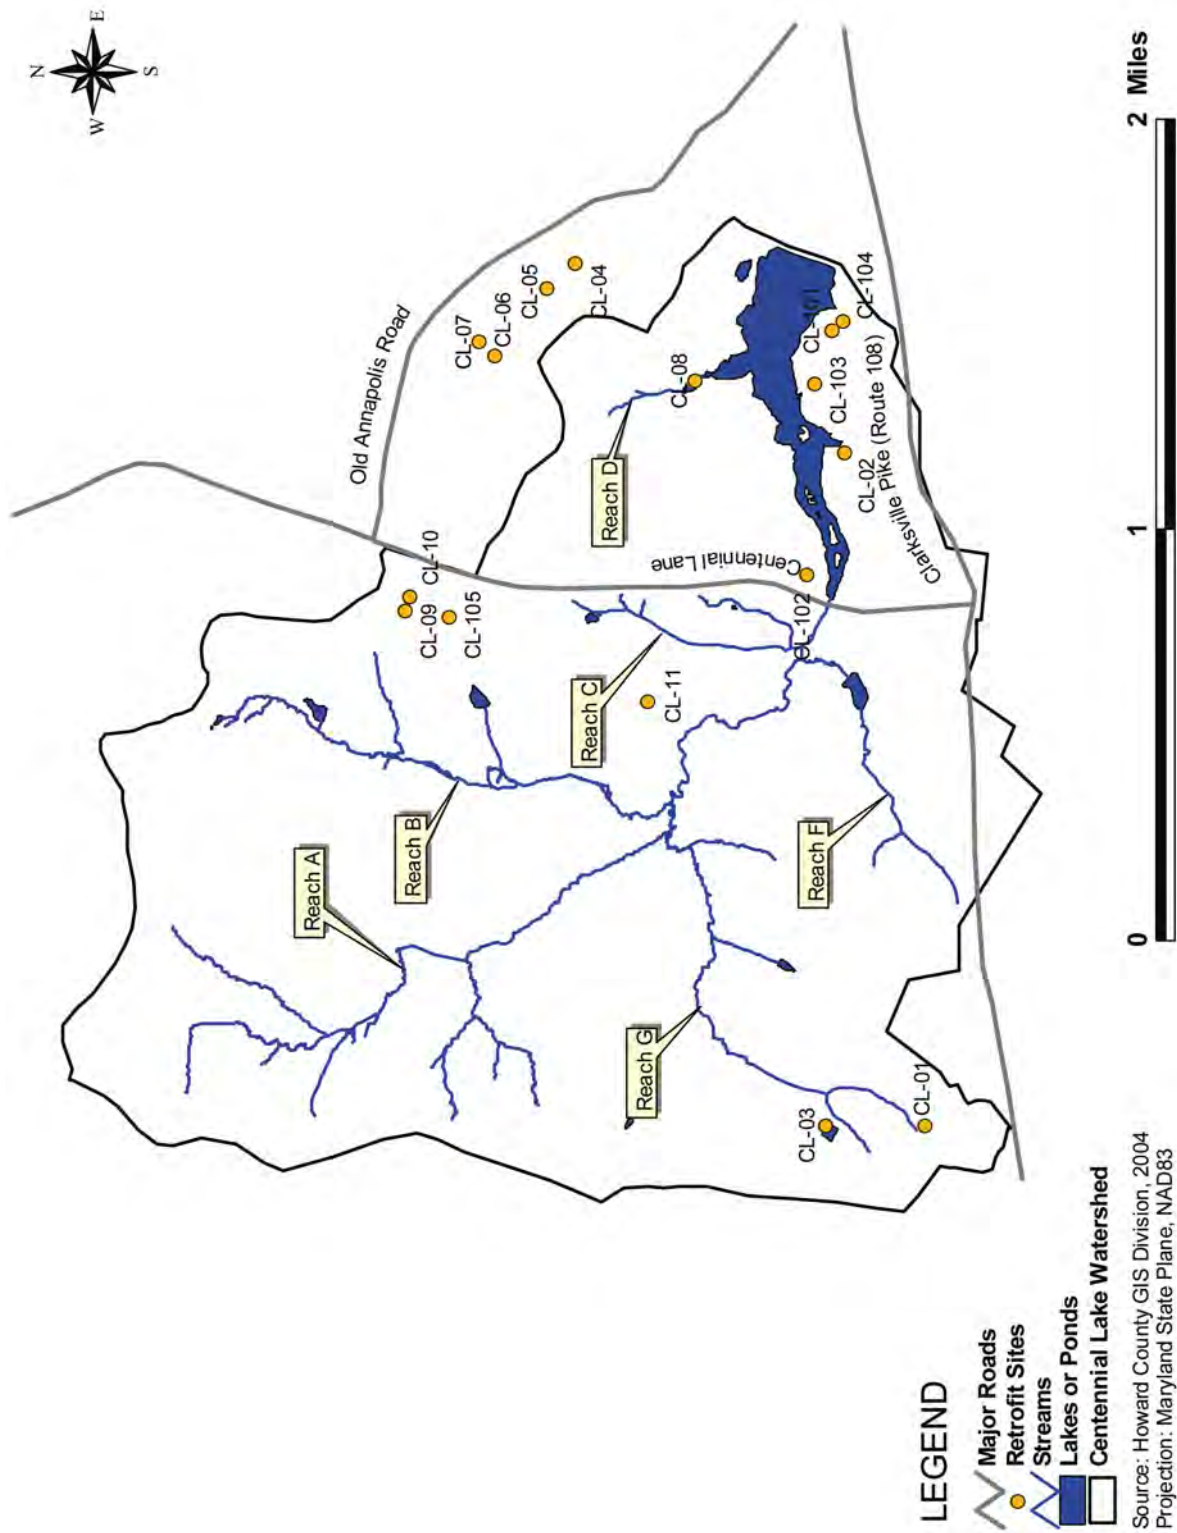 N
W
E
S
Old Annapolis Road
CL-07
CL-06
CL-05
CL-04
CL-10
CL-09
CL-105
Reach A
Reach B
Reach C
Reach D
CL-08
CL-11
Centennial Lane
CL-102
CL-101
CL-104
CL-103
CL-02
Clarksville Pike (Route 108)
Reach G
Reach F
CL-03
CL-01
LEGEND
Major Roads
Retrofit Sites
Streams
Lakes or Ponds
Centennial Lake Watershed
Source: Howard County GIS Division, 2004
Projection: Maryland State Plane, NAD83
0
1
2 Miles